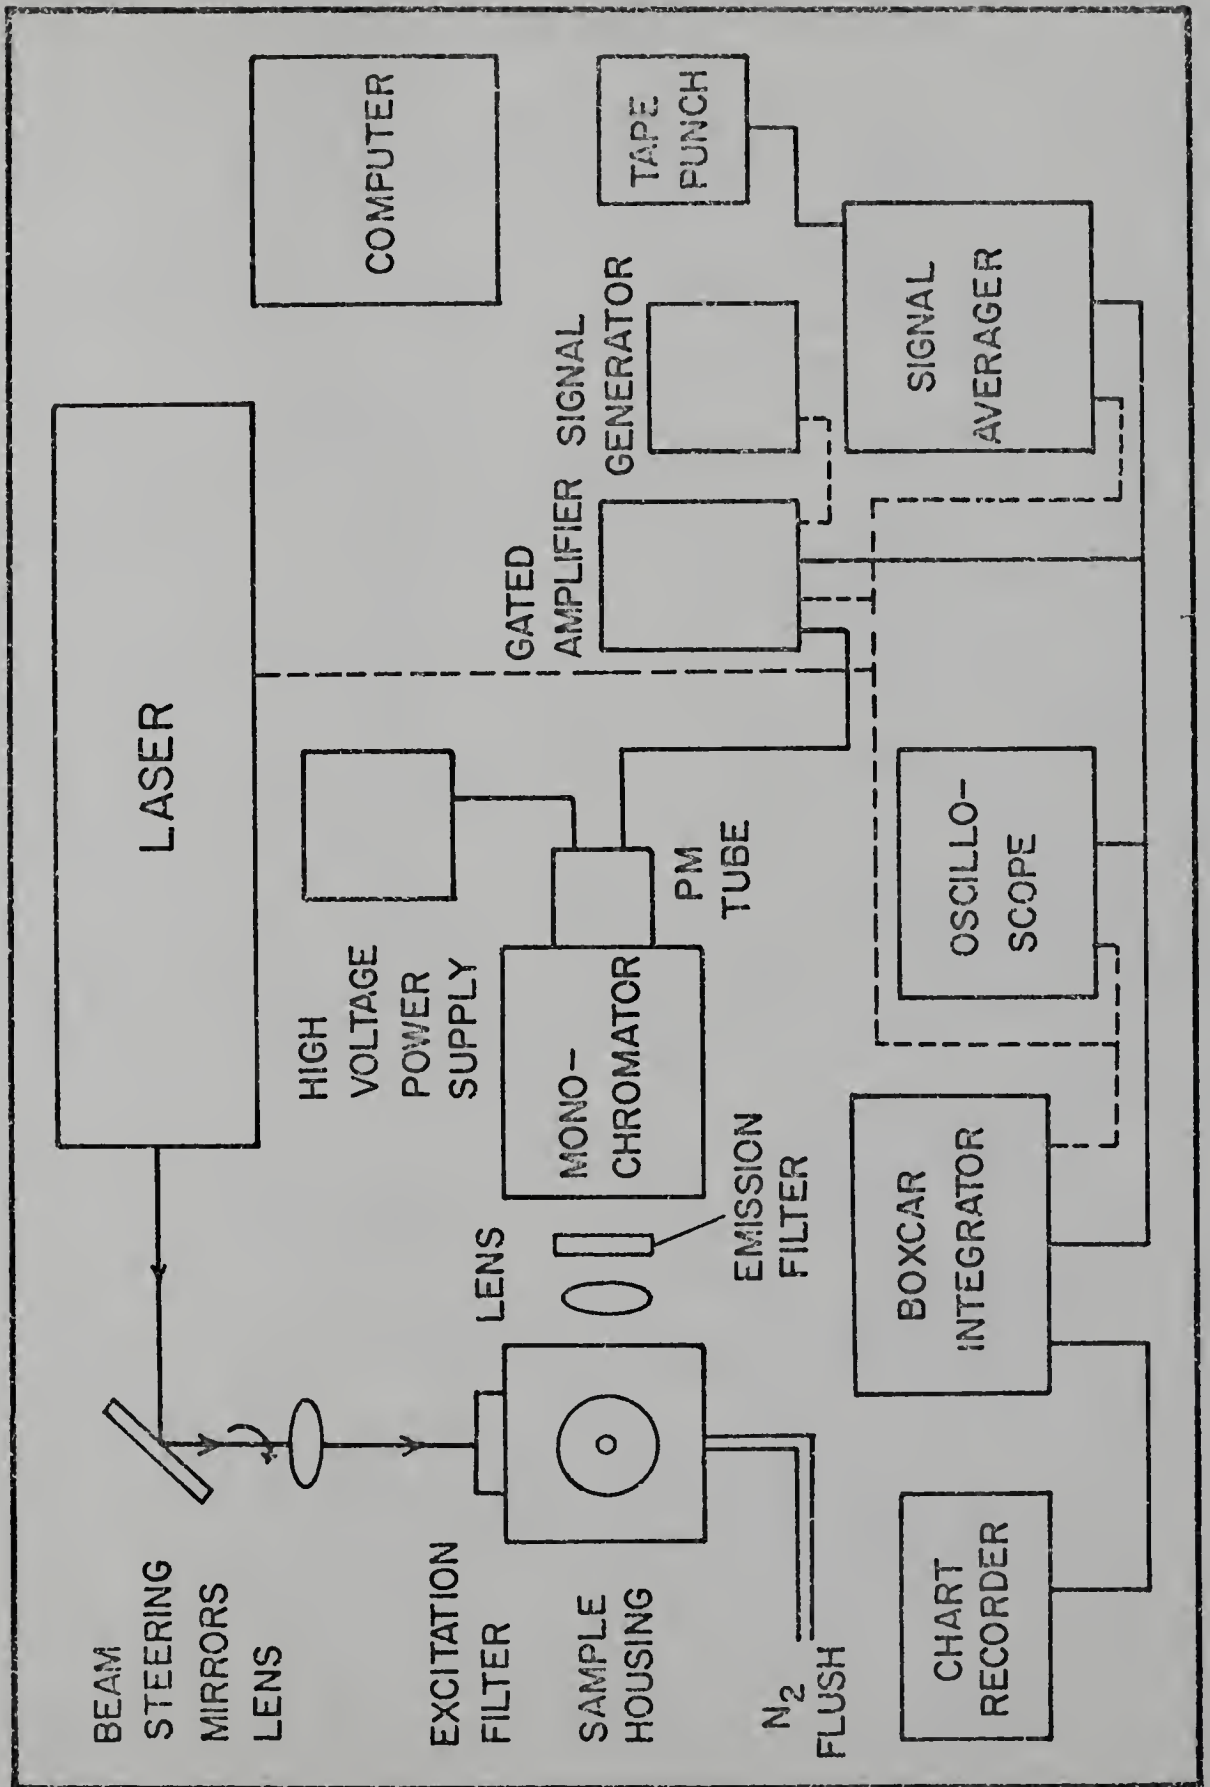 LASER
COMPUTER
BEAM
STEERING
MIRRORS
LENS
HIGH
VOLTAGE
POWER
SUPPLY
GATED
AMPLIFIER
SIGNAL
GENERATOR
TAPE
PUNCH
EXCITATION
FILTER
LENS
MONO-
CHROMATOR
PM
TUBE
SAMPLE
HOUSING
EMISSION
FILTER
N2
FLUSH
CHART
RECORDER
BOXCAR
INTEGRATOR
OSCILLO-
SCOPE
SIGNAL
AVERAGER